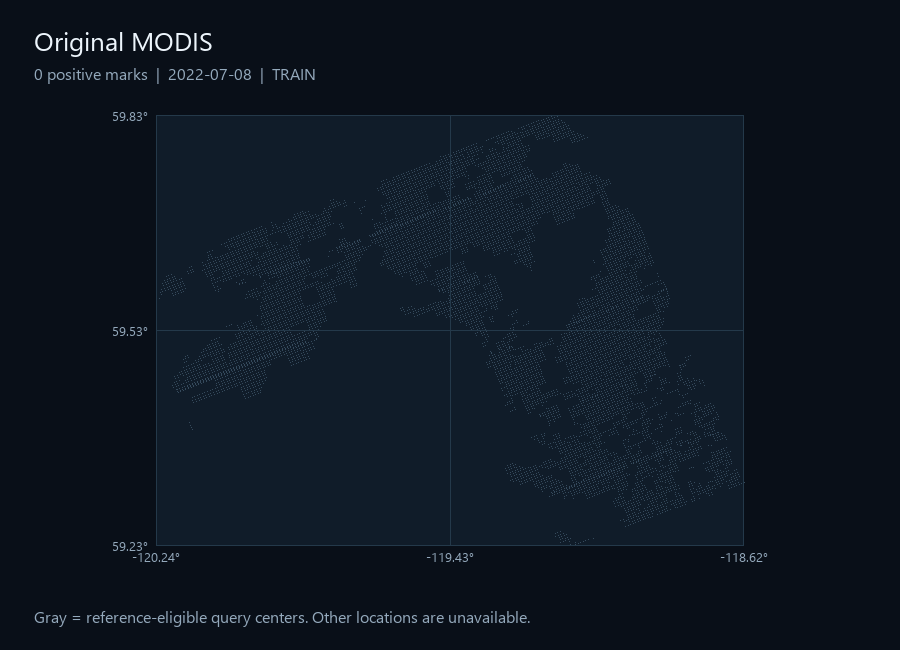 Original MODIS
0 positive marks | 2022-07-08 | TRAIN
59.83°
59.53°
59.23°
-120.24°
-119.43°
-118.62°
Gray = reference-eligible query centers. Other locations are unavailable.